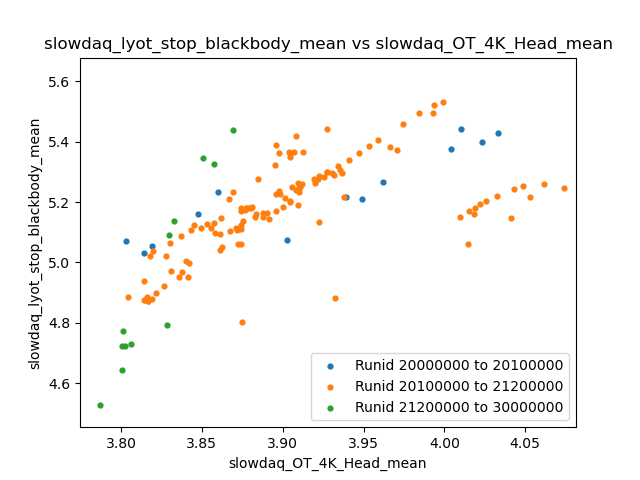 slowdaq_lyot_stop_blackbody_mean vs slowdaq_OT_4K_Head_mean
slowdaq_lyot_stop_blackbody_mean
5.6
5.4
5.2
5.0
4.8
4.6
Runid 20000000 to 20100000
Runid 20100000 to 21200000
Runid 21200000 to 30000000
3.80 3.85 3.90 3.95 4.00 4.05
slowdaq_OT_4K_Head_mean